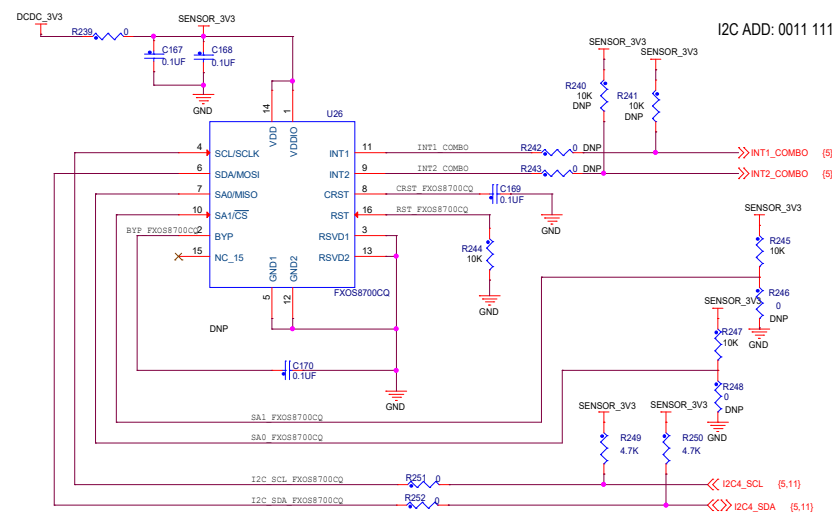 DCDC_3V3
SENSOR_3V3
I2C ADD: 0011 111
R239 0
C167
0.1UF
C168
0.1UF
GND
SENSOR_3V3
SENSOR_3V3
R240
10K
DNP
R241
10K
DNP
U26
14
1
VDD
VDDIO
4 SCL/SCLK
6 SDA/MOSI
7 SA0/MISO
10 SA1/CS
BYP_FXOS8700CQ 2 BYP
15 NC_15
INT1 11 INT1_COMBO R242 0 DNP INT1_COMBO {5}
INT2 9 INT2_COMBO R243 0 DNP INT2_COMBO {5}
CRST 8 CRST_FXOS8700CQ C169
0.1UF
GND
RST 16 RST_FXOS8700CQ
RSVD1 3
RSVD2 13
GND1
GND2
5
12
FXOS8700CQ
DNP
R244
10K
GND
SENSOR_3V3
R245
10K
R246
0
DNP
GND
SENSOR_3V3
R247
10K
R248
0
DNP
GND
C170
0.1UF
GND
SA1_FXOS8700CQ
SA0_FXOS8700CQ
SENSOR_3V3
SENSOR_3V3
R249
4.7K
R250
4.7K
I2C_SCL_FXOS8700CQ R251 0 I2C4_SCL {5,11}
I2C_SDA_FXOS8700CQ R252 0 I2C4_SDA {5,11}